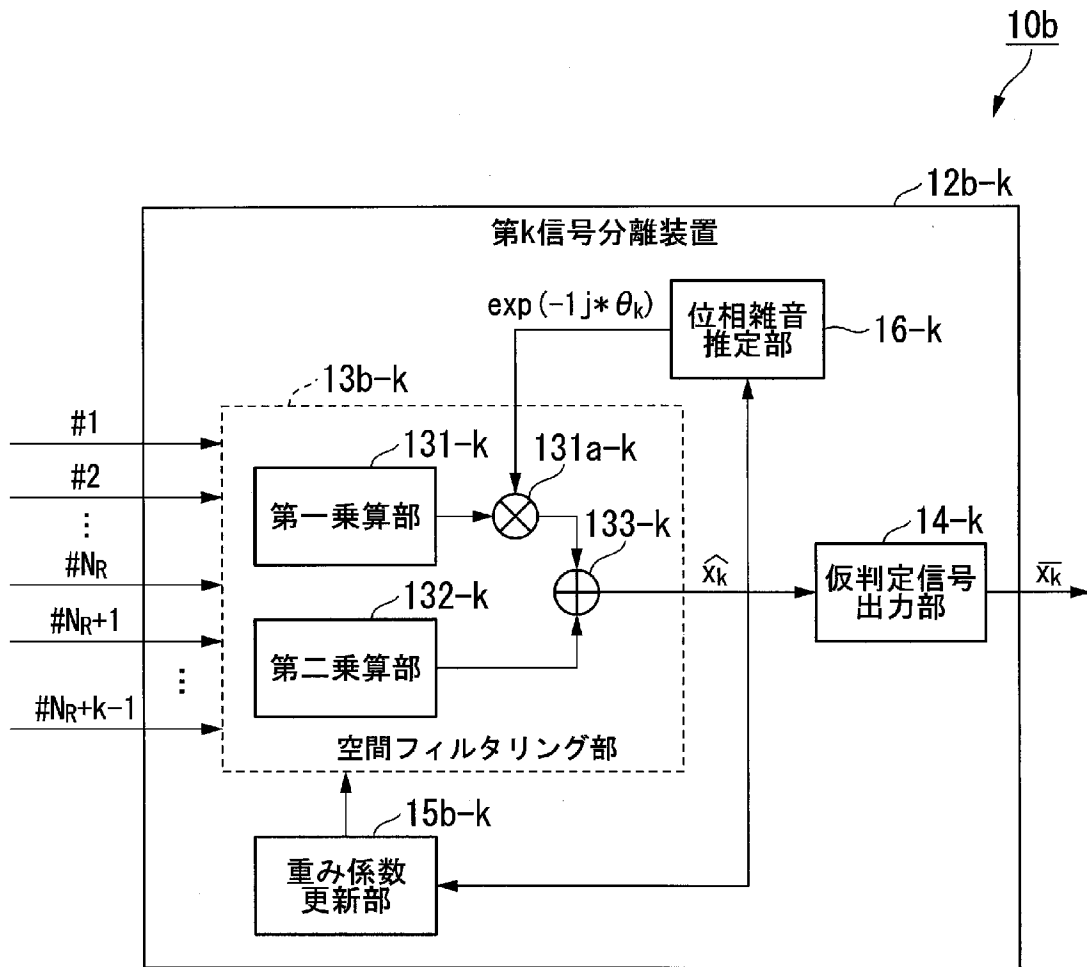 10b
12b-k
第k信号分離装置
exp(-1j*θk)
位相雑音
推定部
16-k
13b-k
#1
131-k
131a-k
#2
⋮
第一乗算部
133-k
14-k
#NR
x̂k
仮判定信号
出力部
x̄k
#NR+1
132-k
⋮
第二乗算部
#NR+k-1
空間フィルタリング部
15b-k
重み係数
更新部